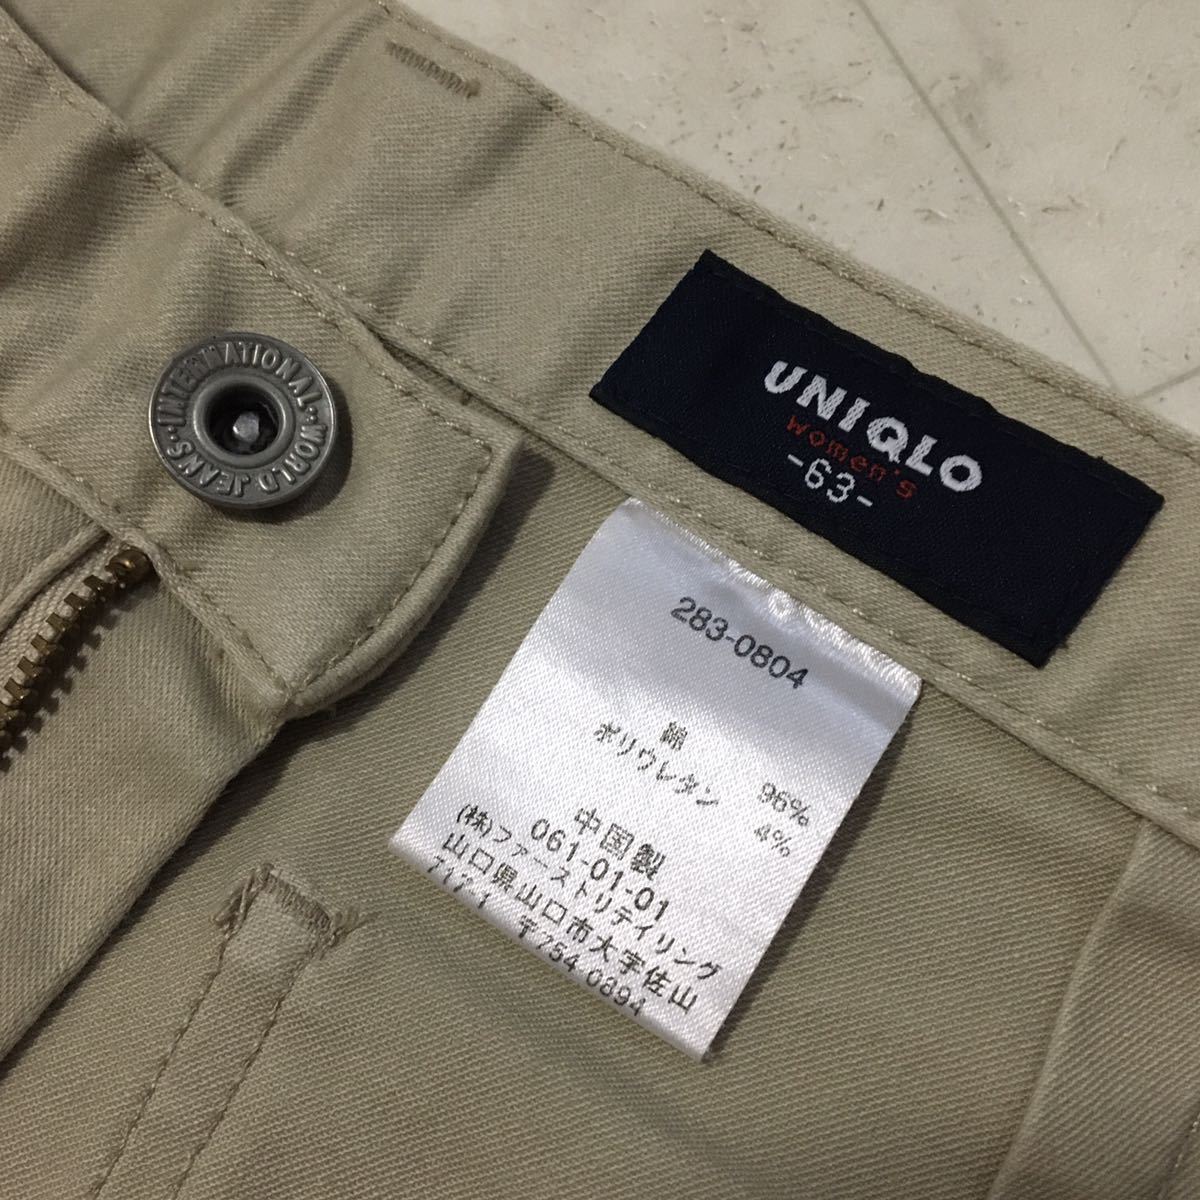 INTERNATIONAL・・WORLD JEANS・・
UNIQLO
women's
-63-
283-0804
綿 96%
ポリウレタン 4%
中国製
061-01-01
(株)ファーストリテイリング
山口県山口市大字佐山
717-1 〒754-0894